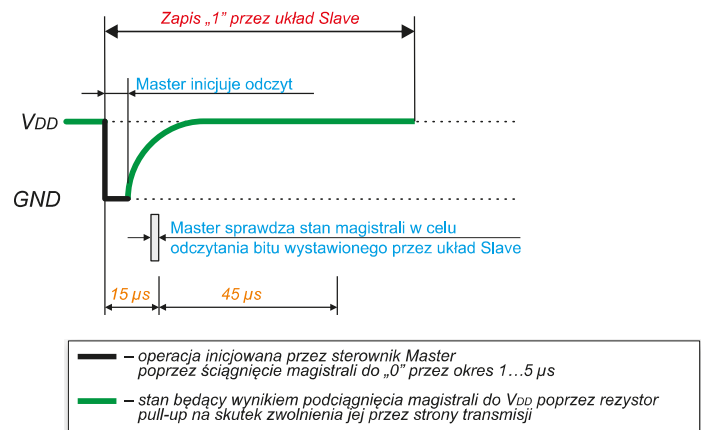 Zapis „1” przez układ Slave
Master inicjuje odczyt
VDD
GND
Master sprawdza stan magistrali w celu
odczytania bitu wystawionego przez układ Slave
15 µs
45 µs
– operacja inicjowana przez sterownik Master
poprzez ściągnięcie magistrali do „0” przez okres 1…5 µs
– stan będący wynikiem podciągnięcia magistrali do VDD poprzez rezystor
pull-up na skutek zwolnienia jej przez strony transmisji